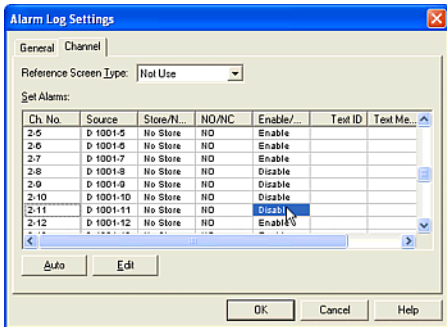 Alarm Log Settings
General Channel
Reference Screen Type: Not Use
Set Alarms:
Ch. No. Source Store/N... NO/NC Enable/... Text ID Text Me...
2-5 D 1001-5 No Store NO Enable
2-6 D 1001-6 No Store NO Enable
2-7 D 1001-7 No Store NO Enable
2-8 D 1001-8 No Store NO Disable
2-9 D 1001-9 No Store NO Disable
2-10 D 1001-10 No Store NO Disable
2-11 D 1001-11 No Store NO Disable
2-12 D 1001-12 No Store NO Enable
Auto Edit
OK Cancel Help